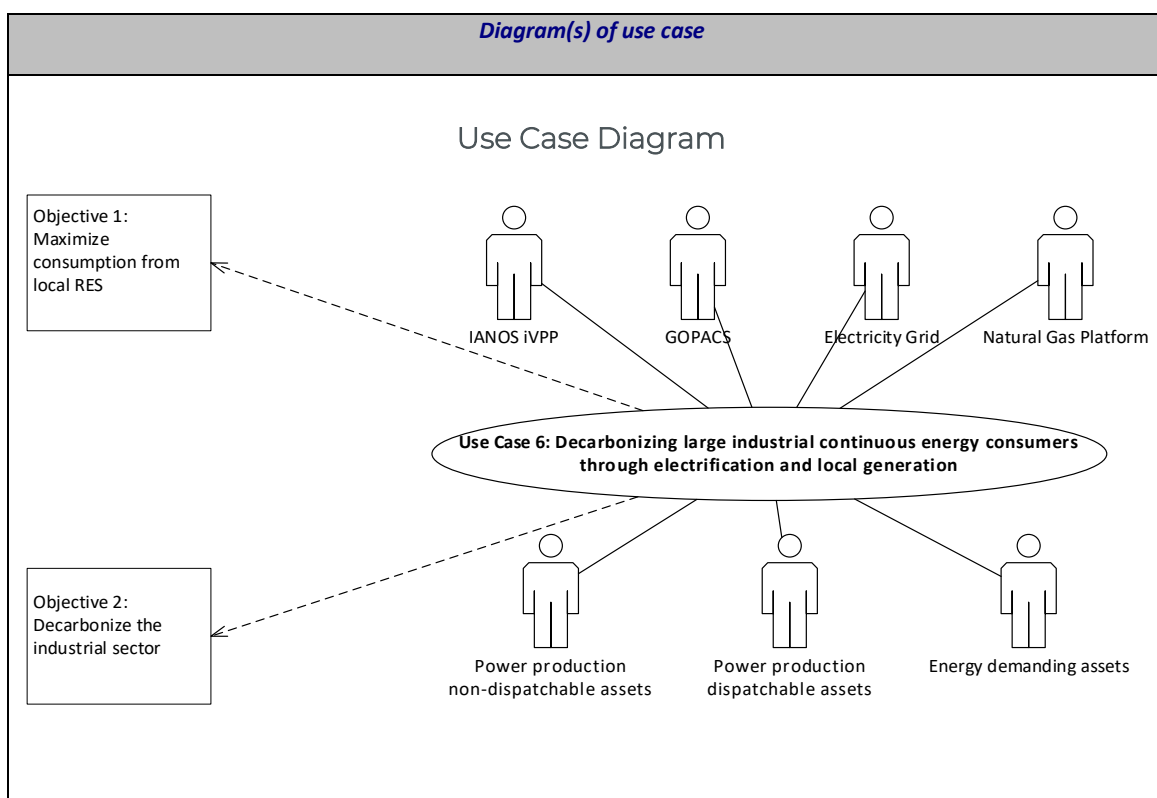 Diagram(s) of use case
Use Case Diagram
Objective 1:
Maximize
consumption from
local RES
IANOS iVPP
GOPACS
Electricity Grid
Natural Gas Platform
Use Case 6: Decarbonizing large industrial continuous energy consumers
through electrification and local generation
Objective 2:
Decarbonize the
industrial sector
Power production
non-dispatchable assets
Power production
dispatchable assets
Energy demanding assets